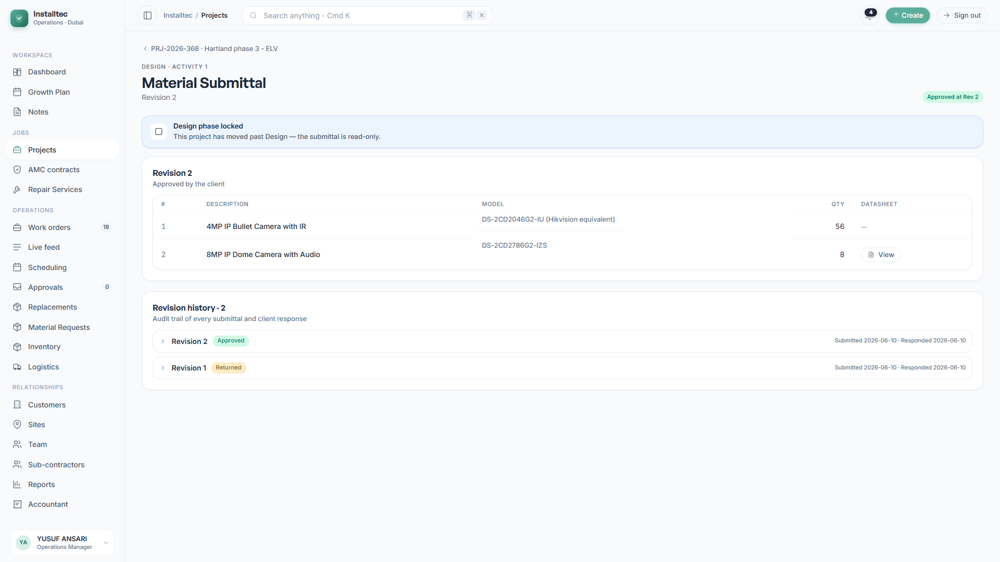 Installtec
Operations · Dubai
Installtec / Projects
Search anything - Cmd K
⌘ K
4
+ Create
Sign out
WORKSPACE
Dashboard
Growth Plan
Notes
JOBS
Projects
AMC contracts
Repair Services
OPERATIONS
Work orders 18
Live feed
Scheduling
Approvals 0
Replacements
Material Requests
Inventory
Logistics
RELATIONSHIPS
Customers
Sites
Team
Sub-contractors
Reports
Accountant
YA
YUSUF ANSARI
Operations Manager
PRJ-2026-368 · Hartland phase 3 - ELV
DESIGN · ACTIVITY 1
Material Submittal
Revision 2
Approved at Rev 2
Design phase locked
This project has moved past Design — the submittal is read-only.
Revision 2
Approved by the client
# DESCRIPTION MODEL QTY DATASHEET
1 4MP IP Bullet Camera with IR DS-2CD2046G2-IU (Hikvision equivalent) 56 —
2 8MP IP Dome Camera with Audio DS-2CD2786G2-IZS 8 View
Revision history · 2
Audit trail of every submittal and client response
Revision 2 Approved Submitted 2026-06-10 · Responded 2026-06-10
Revision 1 Returned Submitted 2026-06-10 · Responded 2026-06-10